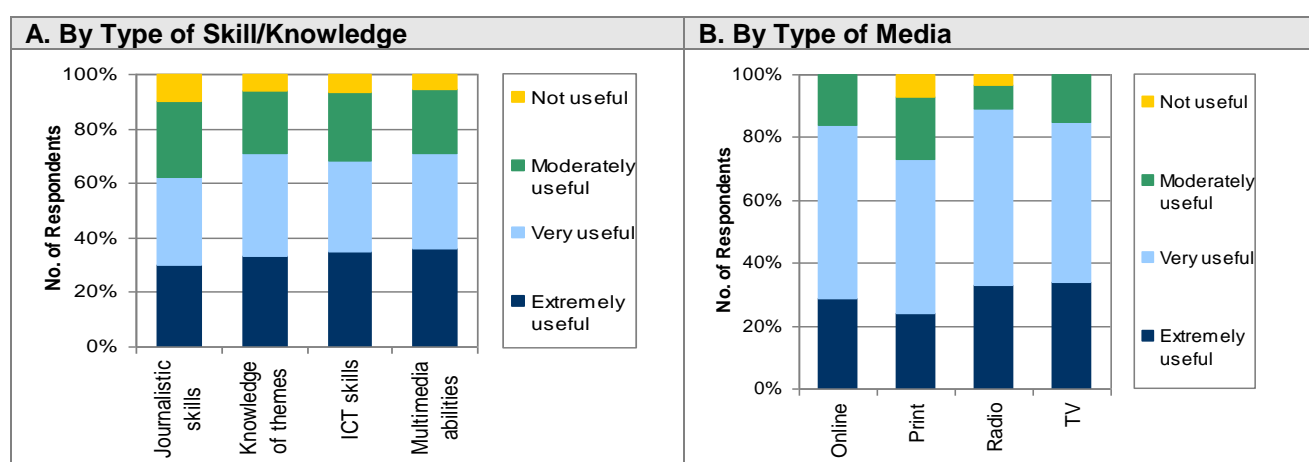 A. By Type of Skill/Knowledge
No. of Respondents
100%
80%
60%
40%
20%
0%
Journalistic
skills
Knowledge
of themes
ICT skills
Multimedia
abilities
Not useful
Moderately
useful
Very useful
Extremely
useful
B. By Type of Media
No. of Respondents
100%
80%
60%
40%
20%
0%
Online
Print
Radio
TV
Not useful
Moderately
useful
Very useful
Extremely
useful